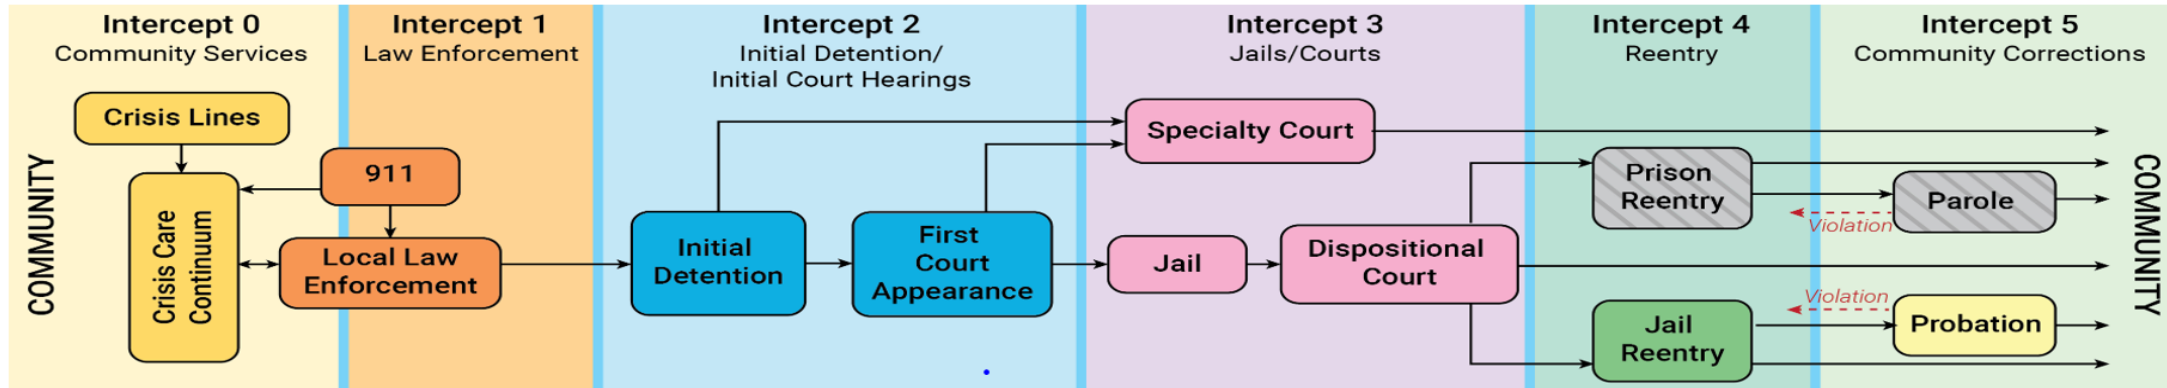 Intercept 0
Community Services
Intercept 1
Law Enforcement
Intercept 2
Initial Detention/
Initial Court Hearings
Intercept 3
Jails/Courts
Intercept 4
Reentry
Intercept 5
Community Corrections
COMMUNITY
Crisis Lines
Crisis Care
Continuum
911
Local Law
Enforcement
Initial
Detention
First
Court
Appearance
Specialty Court
Jail
Dispositional
Court
Prison
Reentry
Parole
Violation
Jail
Reentry
Violation
Probation
COMMUNITY